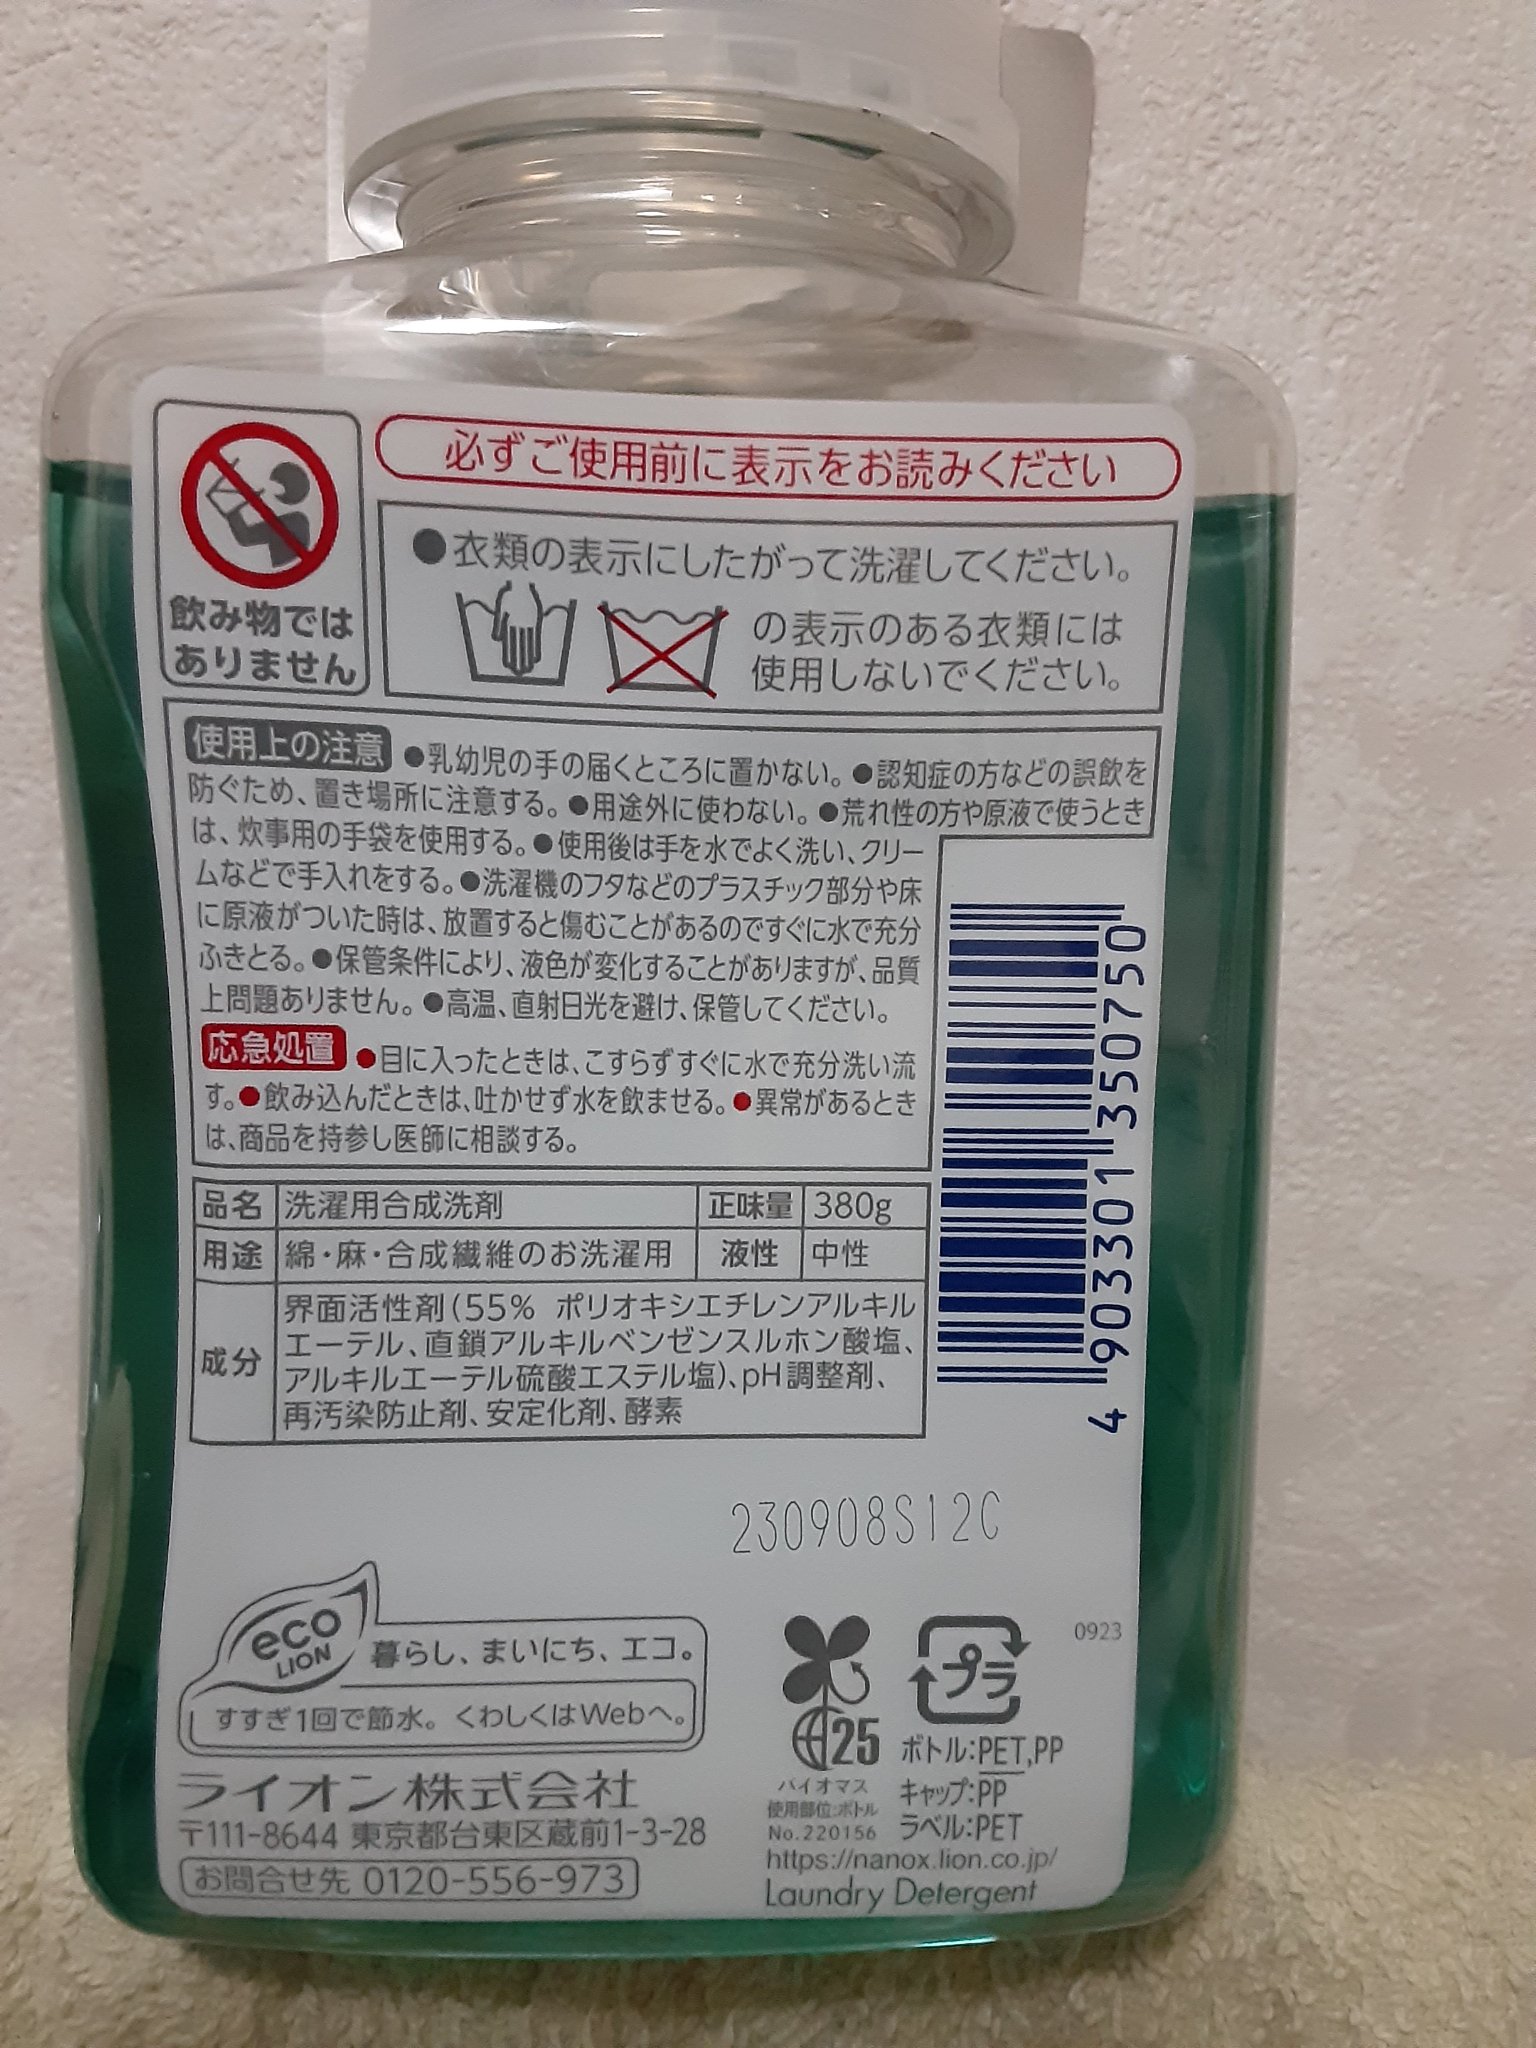 飲み物では
ありません
必ずご使用前に表示をお読みください
●衣類の表示にしたがって洗濯してください。
の表示のある衣類には
使用しないでください。
使用上の注意 ●乳幼児の手の届くところに置かない。●認知症の方などの誤飲を
防ぐため、置き場所に注意する。●用途外に使わない。●荒れ性の方や原液で使うとき
は、炊事用の手袋を使用する。●使用後は手を水でよく洗い、クリー
ムなどで手入れをする。●洗濯機のフタなどのプラスチック部分や床
に原液がついた時は、放置すると傷むことがあるのですぐに水で充分
ふきとる。●保管条件により、液色が変化することがありますが、品質
上問題ありません。●高温、直射日光を避け、保管してください。
応急処置 ●目に入ったときは、こすらずすぐに水で充分洗い流
す。●飲み込んだときは、吐かせず水を飲ませる。●異常があるとき
は、商品を持参し医師に相談する。
品名 洗濯用合成洗剤 正味量 380g
用途 綿・麻・合成繊維のお洗濯用 液性 中性
成分 界面活性剤(55% ポリオキシエチレンアルキル
エーテル、直鎖アルキルベンゼンスルホン酸塩、
アルキルエーテル硫酸エステル塩)、pH調整剤、
再汚染防止剤、安定化剤、酵素
4 903301 350750
230908S12C
eco
LION
暮らし、まいにち、エコ。
すすぎ1回で節水。くわしくはWebへ。
ライオン株式会社
〒111-8644 東京都台東区蔵前1-3-28
お問合せ先 0120-556-973
25
バイオマス
使用部位:ボトル
No.220156
プラ
0923
ボトル:PET,PP
キャップ:PP
ラベル:PET
https://nanox.lion.co.jp/
Laundry Detergent